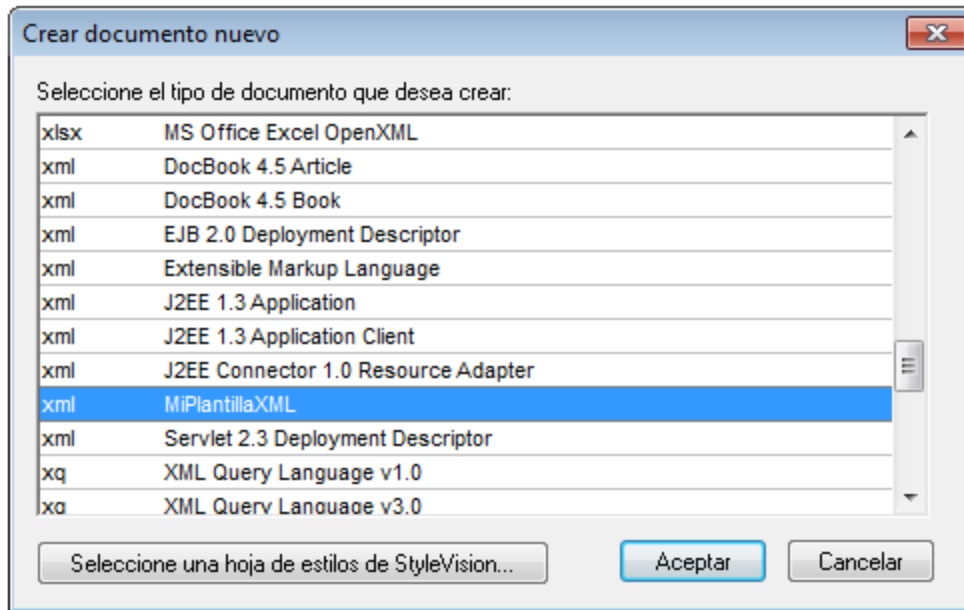 Crear documento nuevo
Seleccione el tipo de documento que desea crear:
xlsx MS Office Excel OpenXML
xml DocBook 4.5 Article
xml DocBook 4.5 Book
xml EJB 2.0 Deployment Descriptor
xml Extensible Markup Language
xml J2EE 1.3 Application
xml J2EE 1.3 Application Client
xml J2EE Connector 1.0 Resource Adapter
xml MiPlantillaXML
xml Servlet 2.3 Deployment Descriptor
xq XML Query Language v1.0
xq XML Query Language v3.0
Seleccione una hoja de estilos de StyleVision... Aceptar Cancelar